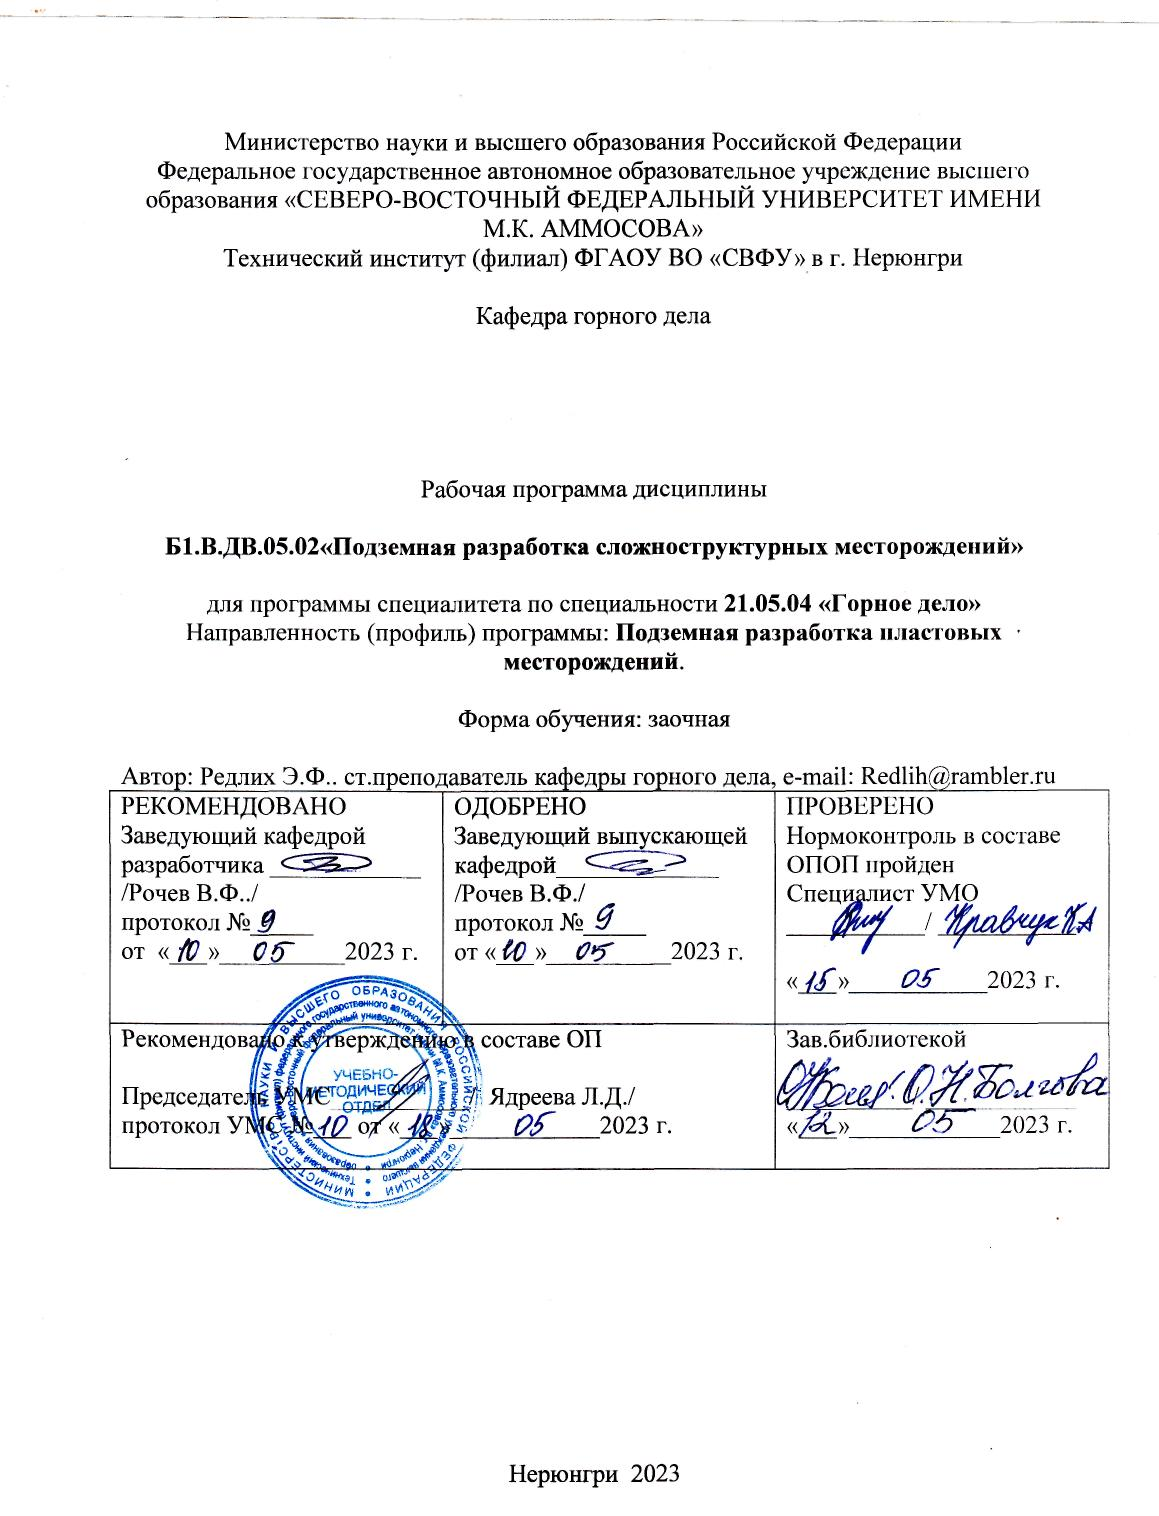 Министерство науки и высшего образования Российской Федерации
Федеральное государственное автономное образовательное учреждение высшего
образования «СЕВЕРО-ВОСТОЧНЫЙ ФЕДЕРАЛЬНЫЙ УНИВЕРСИТЕТ ИМЕНИ
М.К. АММОСОВА»
Технический институт (филиал) ФГАОУ ВО «СВФУ» в г. Нерюнгри
Кафедра горного дела
Рабочая программа дисциплины
Б1.В.ДВ.05.02«Подземная разработка сложноструктурных месторождений»
для программы специалитета по специальности 21.05.04 «Горное дело»
Направленность (профиль) программы: Подземная разработка пластовых
месторождений.
Форма обучения: заочная
Автор: Редлих Э.Ф.. ст.преподаватель кафедры горного дела, e-mail: Redlih@rambler.ru
РЕКОМЕНДОВАНО
Заведующий кафедрой
разработчика
/Рочев В.Ф../
протокол № 9
от «10» 05 2023 г.
ОДОБРЕНО
Заведующий выпускающей
кафедрой
/Рочев В.Ф./
протокол № 9
от «10» 05 2023 г.
ПРОВЕРЕНО
Нормоконтроль в составе
ОПОП пройден
Специалист УМО
/ Кравчук К А
«15» 05 2023 г.
Рекомендовано к утверждению в составе ОП
Председатель УМС Ядреева Л.Д./
протокол УМС № 10 от «18» 05 2023 г.
УЧЕБНО-
МЕТОДИЧЕСКИЙ
ОТДЕЛ
Зав.библиотекой
О.Н.Болгова
«12» 05 2023 г.
Нерюнгри 2023